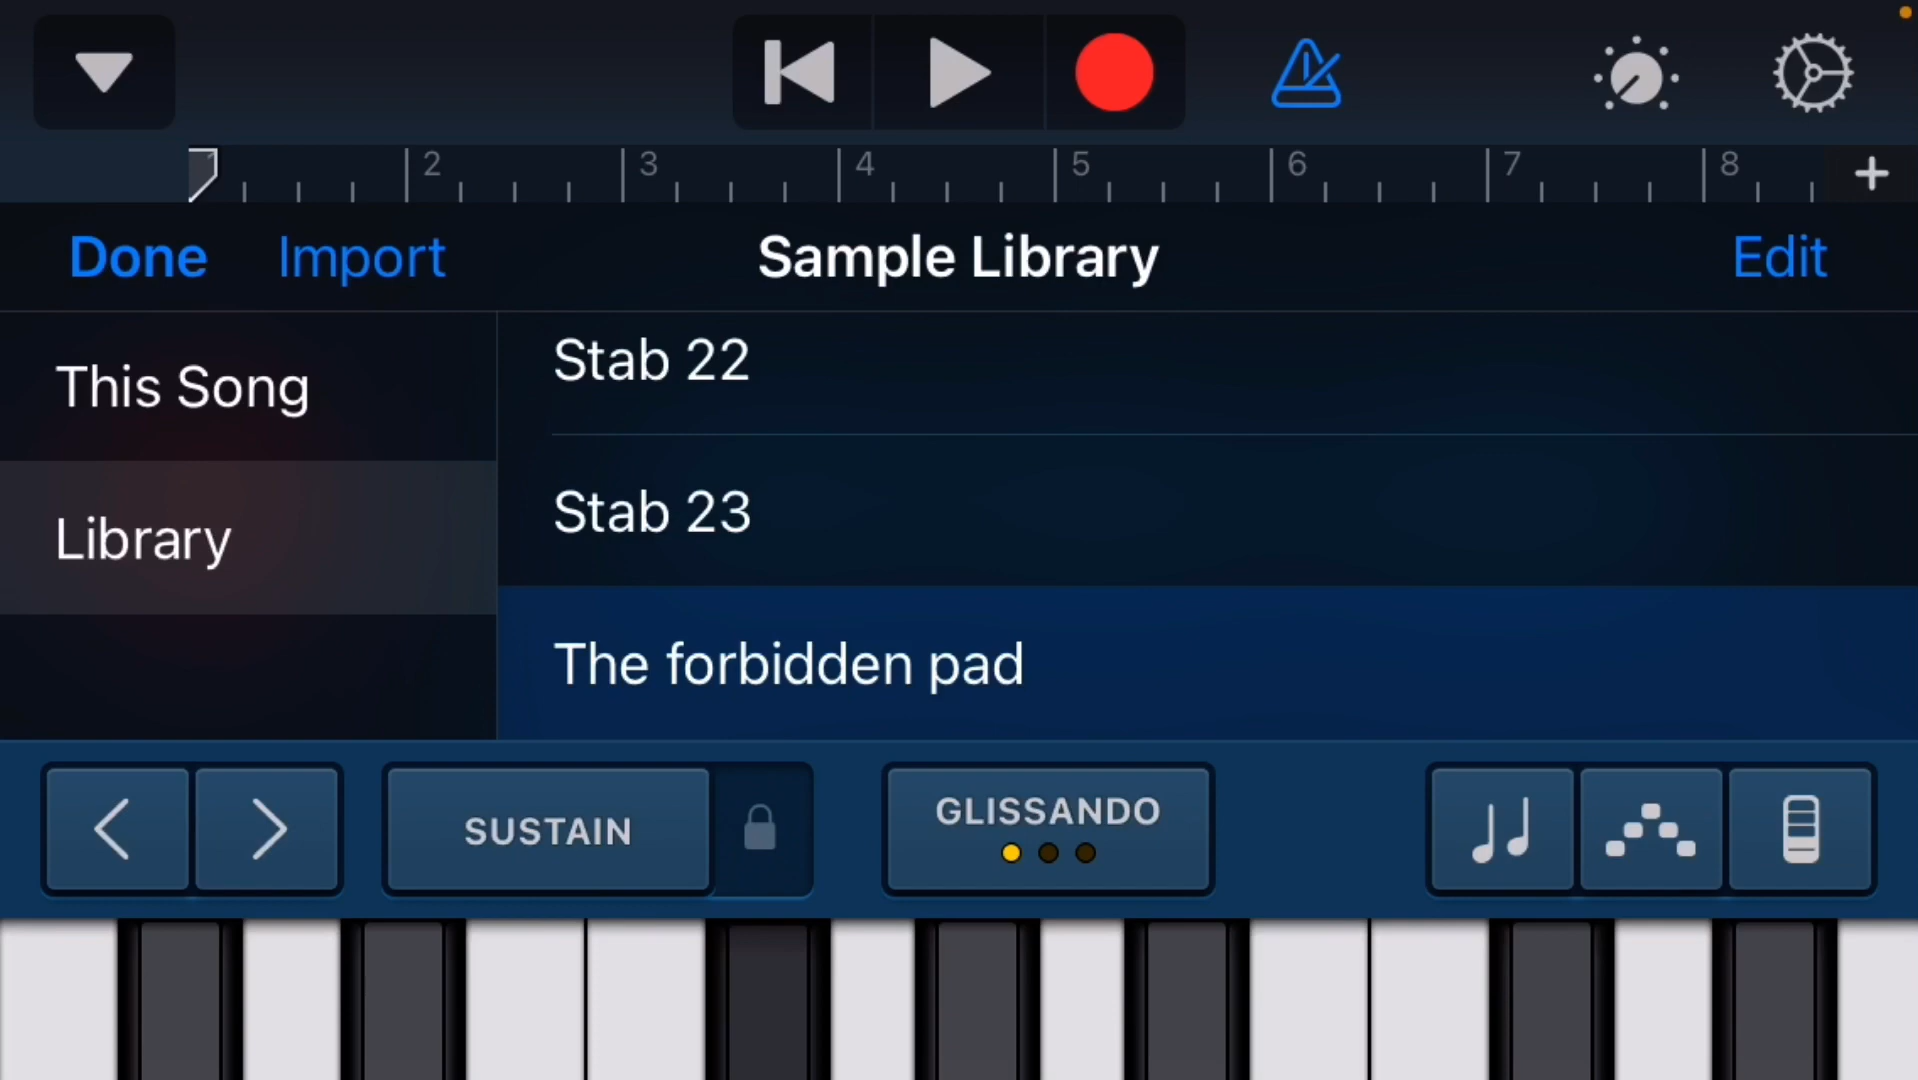 1 2 3 4 5 6 7 8 +
Done Import Sample Library Edit
This Song
Library
Stab 22
Stab 23
The forbidden pad
SUSTAIN GLISSANDO